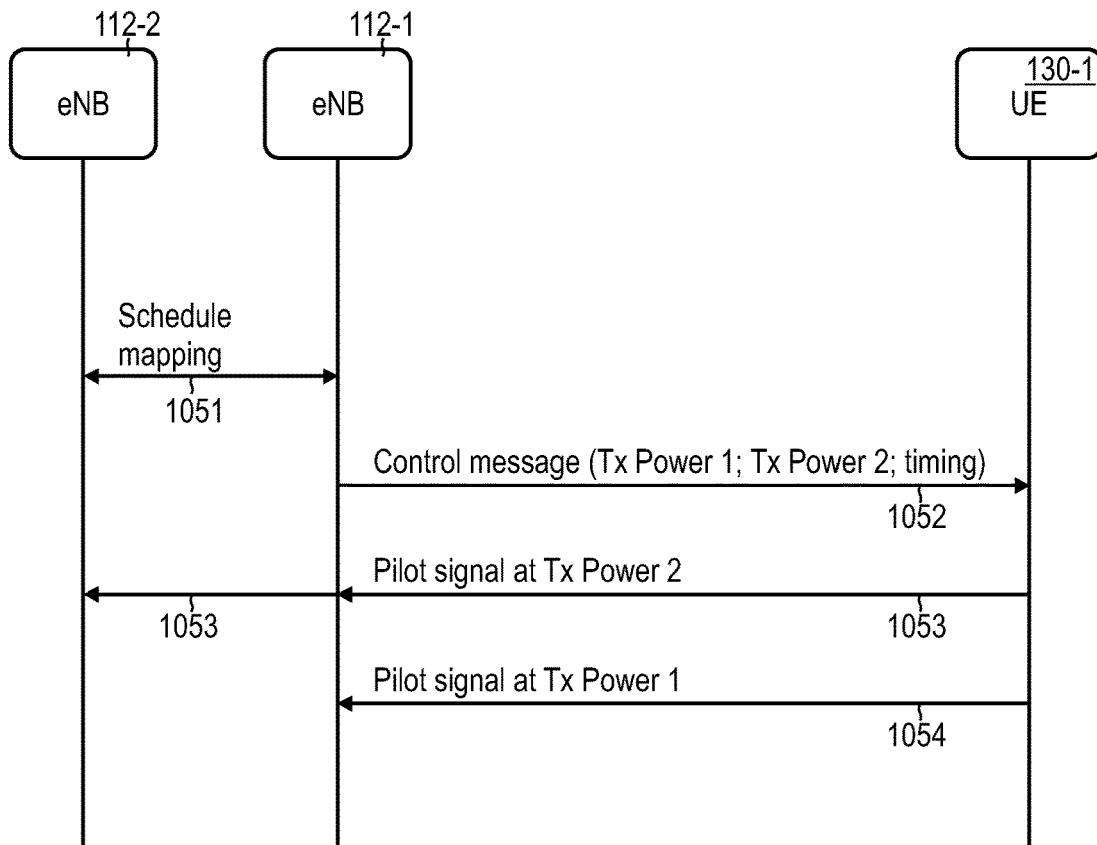 112-2
112-1
130-1
eNB
eNB
UE
Schedule
mapping
1051
Control message (Tx Power 1; Tx Power 2; timing)
1052
Pilot signal at Tx Power 2
1053
1053
Pilot signal at Tx Power 1
1054